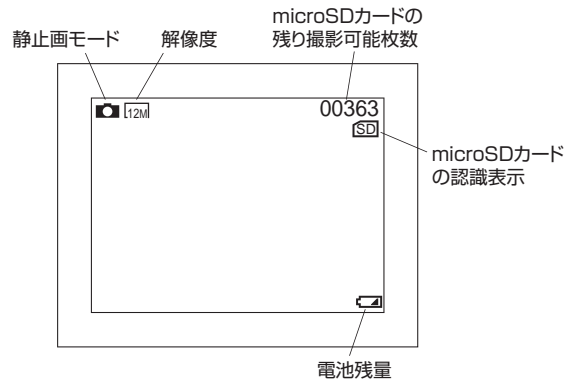 microSDカードの
残り撮影可能枚数
静止画モード
解像度
12M
00363
SD
microSDカード
の認識表示
電池残量